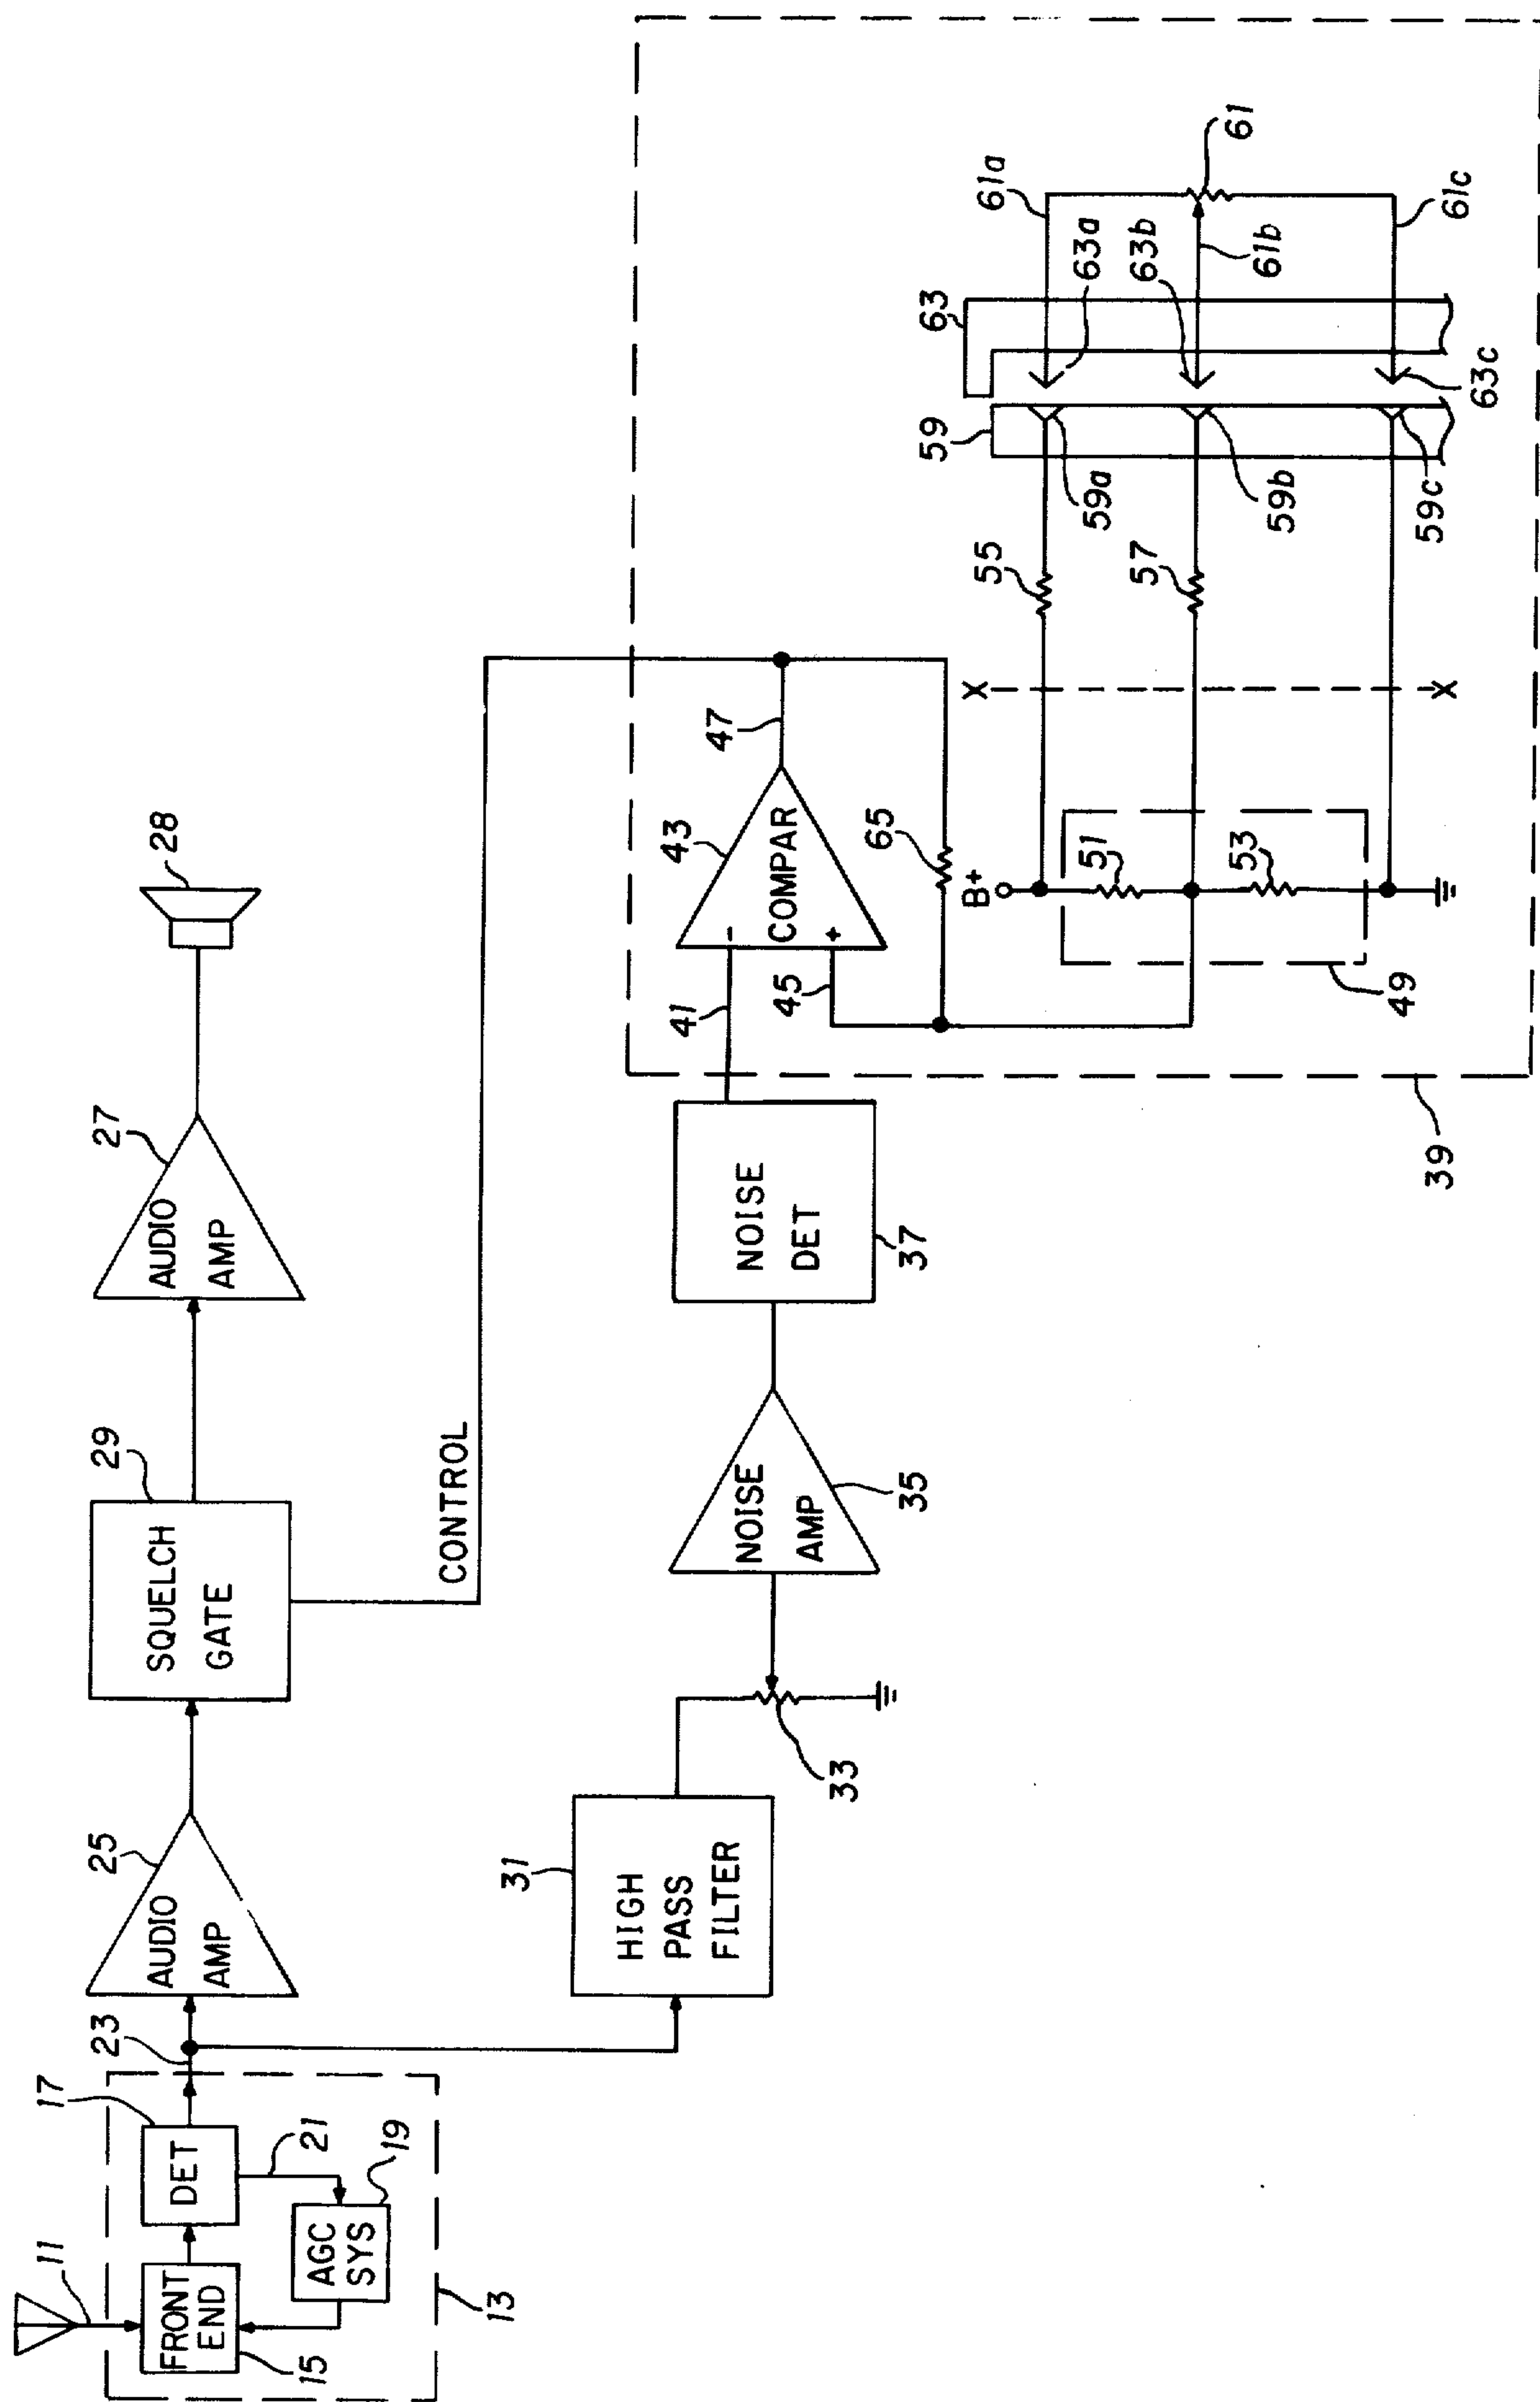 11
FRONT
END
15
17
DET
21
AGC
SYS
19
13
23
25
AUDIO
AMP
29
SQUELCH
GATE
27
AUDIO
AMP
28
CONTROL
31
HIGH
PASS
FILTER
33
NOISE
AMP
35
NOISE
DET
37
39
41
43
-
COMPAR
+
45
47
65
B+
51
53
49
X
X
55
57
59
59a
59b
59c
63
63a
63b
63c
61a
61
61b
61c